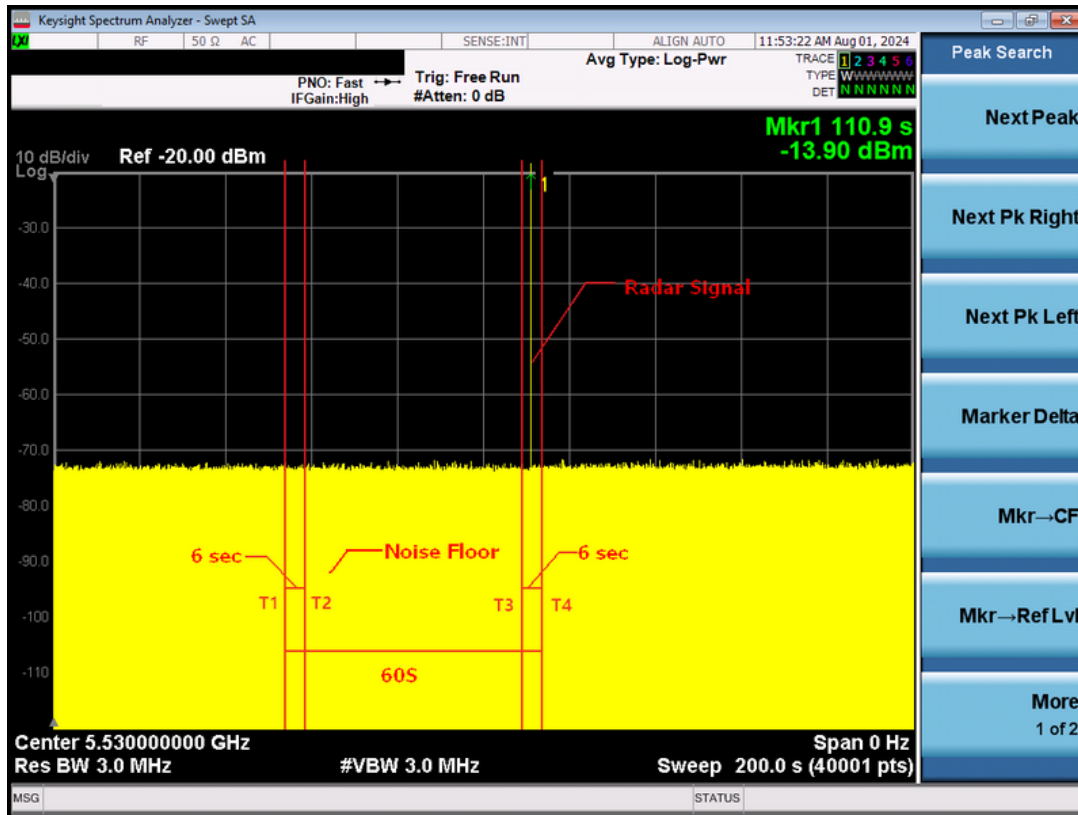 Keysight Spectrum Analyzer - Swept SA
LXI RF 50 Ω AC SENSE:INT ALIGN AUTO 11:53:22 AM Aug 01, 2024
Avg Type: Log-Pwr
TRACE 1 2 3 4 5 6
TYPE W W W W W W
DET N N N N N N
PNO: Fast
IFGain:High
Trig: Free Run
#Atten: 0 dB
Peak Search
Mkr1 110.9 s
-13.90 dBm
10 dB/div
Log
Ref -20.00 dBm
1
-30.0
-40.0
-50.0
-60.0
-70.0
-80.0
-90.0
-100
-110
Radar Signal
6 sec
Noise Floor
6 sec
T1
T2
T3
T4
60S
Center 5.530000000 GHz
Span 0 Hz
Res BW 3.0 MHz
#VBW 3.0 MHz
Sweep 200.0 s (40001 pts)
MSG
STATUS
Next Peak
Next Pk Right
Next Pk Left
Marker Delta
Mkr→CF
Mkr→Ref Lvl
More
1 of 2